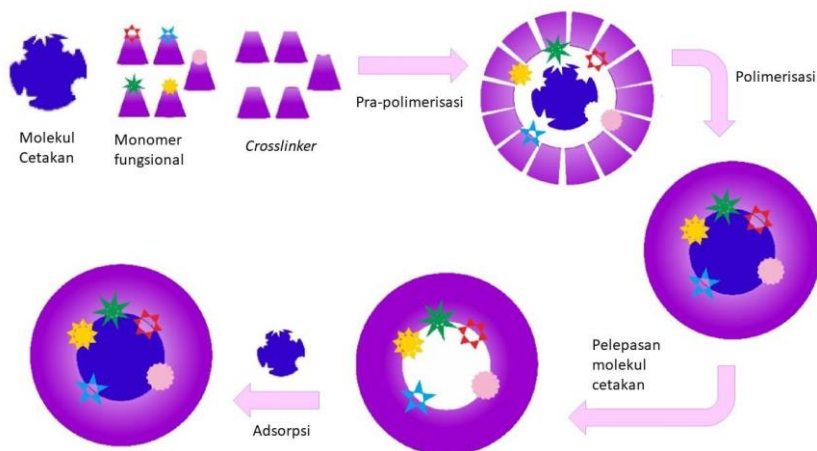 Molekul
Cetakan
Monomer
fungsional
Crosslinker
Pra-polimerisasi
Polimerisasi
Pelepasan
molekul
cetakan
Adsorpsi